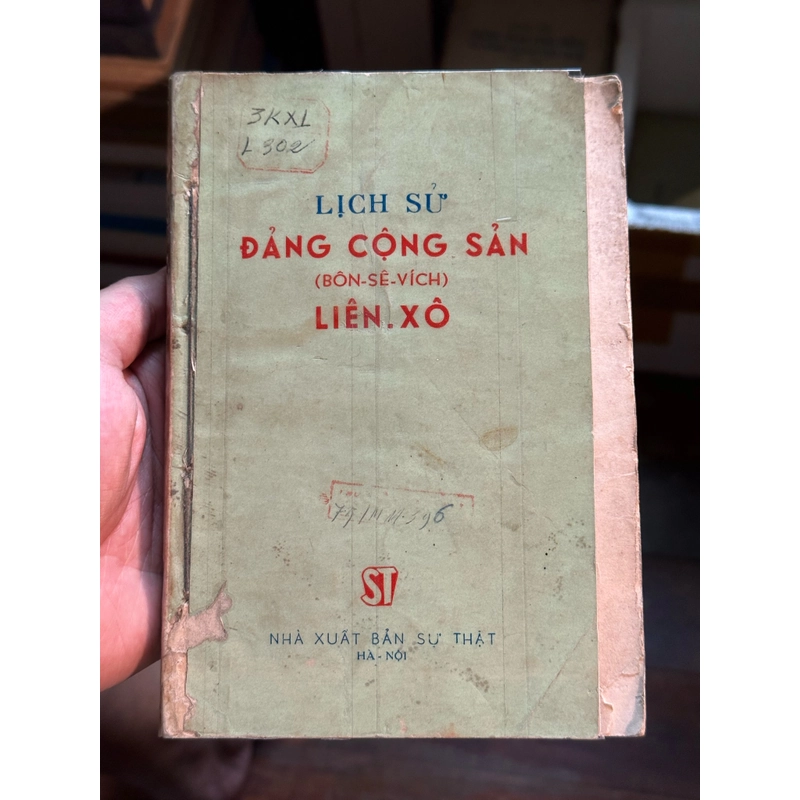 3KXL
L 302
LỊCH SỬ
ĐẢNG CỘNG SẢN
(BÔN-SÊ-VÍCH)
LIÊN.XÔ
ST
NHÀ XUẤT BẢN SỰ THẬT
HÀ-NỘI